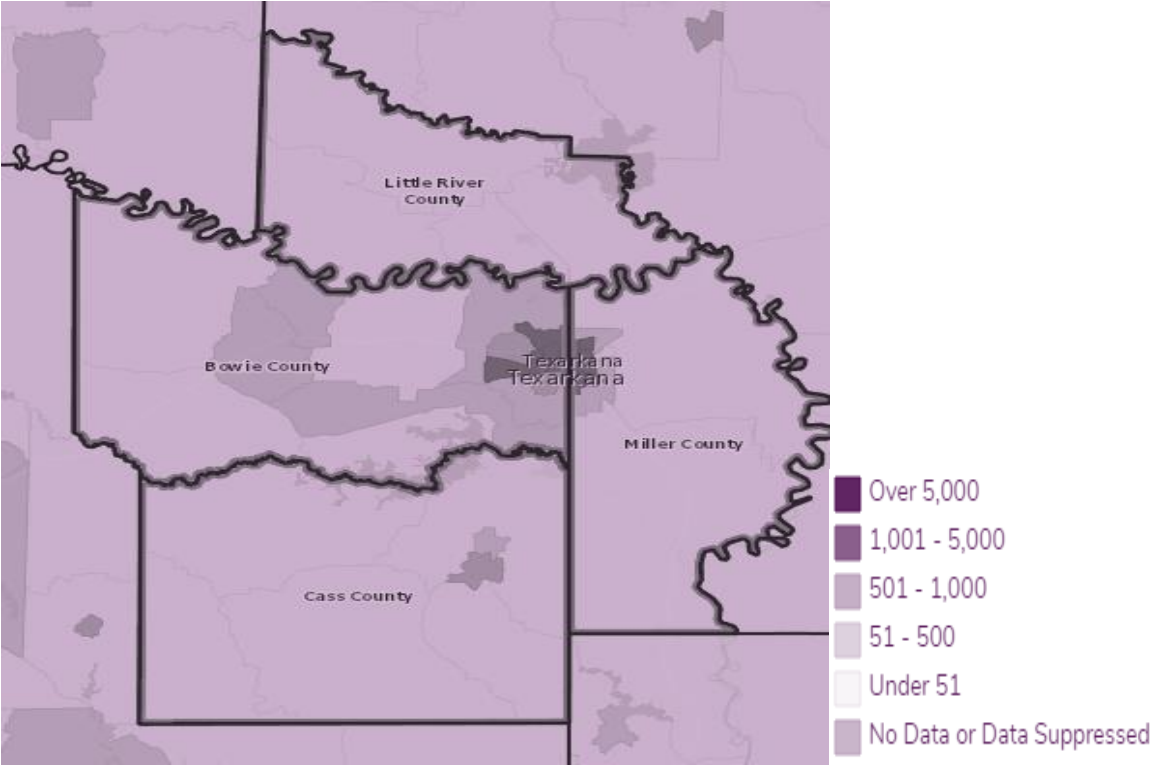 Little River
County
Bowie County
Texarkana
Texarkana
Miller County
Cass County
Over 5,000
1,001 - 5,000
501 - 1,000
51 - 500
Under 51
No Data or Data Suppressed